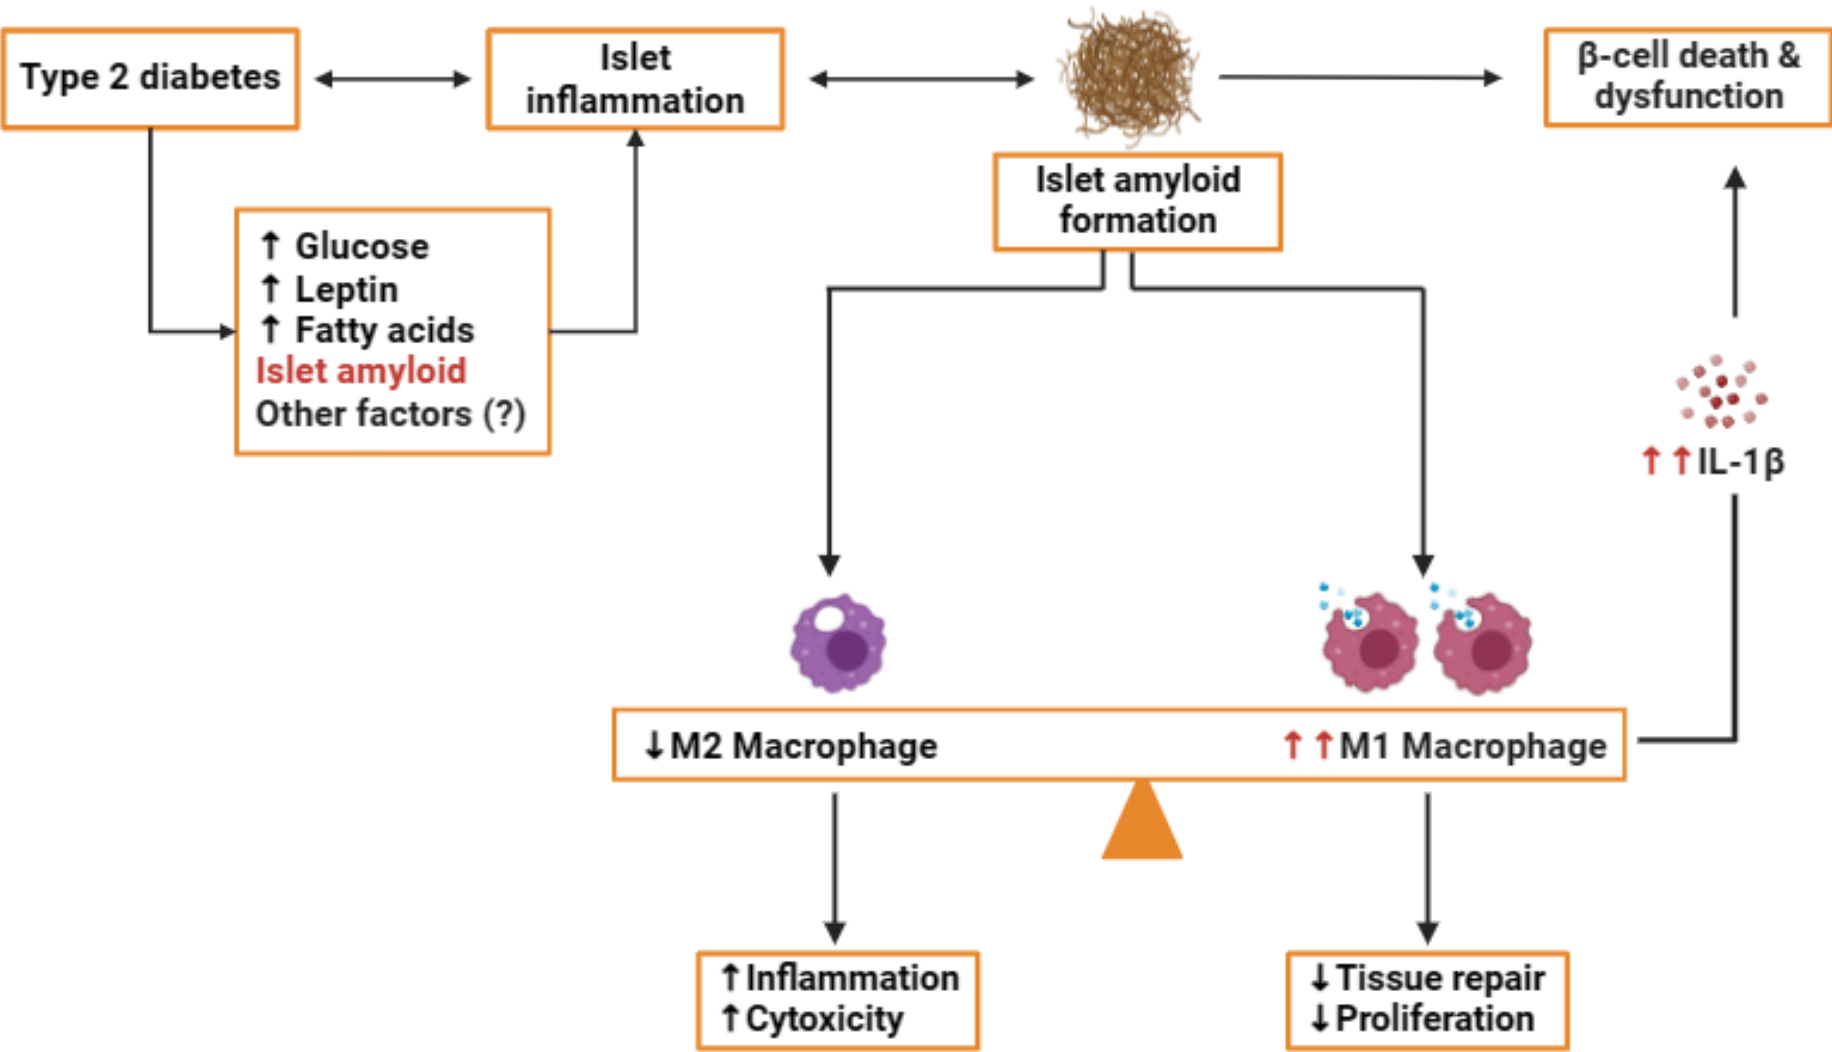 Type 2 diabetes
Islet
inflammation
β-cell death &
dysfunction
Islet amyloid
formation
↑ Glucose
↑ Leptin
↑ Fatty acids
Islet amyloid
Other factors (?)
↑↑IL-1β
↓M2 Macrophage
↑↑M1 Macrophage
↑Inflammation
↑Cytoxicity
↓Tissue repair
↓Proliferation